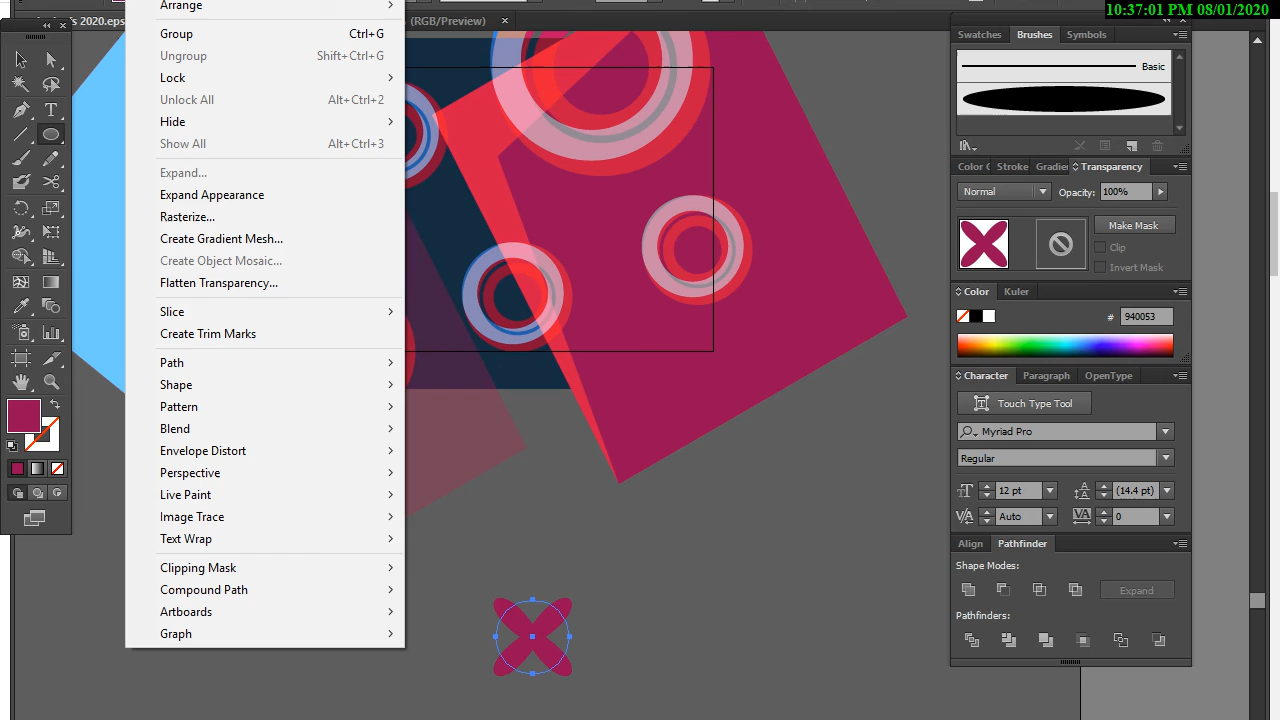 10:37:01 PM 08/01/2020
's 2020.eps
(RGB/Preview)
Arrange
Group Ctrl+G
Ungroup Shift+Ctrl+G
Lock
Unlock All Alt+Ctrl+2
Hide
Show All Alt+Ctrl+3
Expand...
Expand Appearance
Rasterize...
Create Gradient Mesh...
Create Object Mosaic...
Flatten Transparency...
Slice
Create Trim Marks
Path
Shape
Pattern
Blend
Envelope Distort
Perspective
Live Paint
Image Trace
Text Wrap
Clipping Mask
Compound Path
Artboards
Graph
Swatches Brushes Symbols
Basic
Color Stroke Gradie Transparency
Normal Opacity: 100%
Make Mask
Clip
Invert Mask
Color Kuler
# 940053
Character Paragraph OpenType
Touch Type Tool
Myriad Pro
Regular
12 pt (14.4 pt)
Auto 0
Align Pathfinder
Shape Modes:
Expand
Pathfinders: